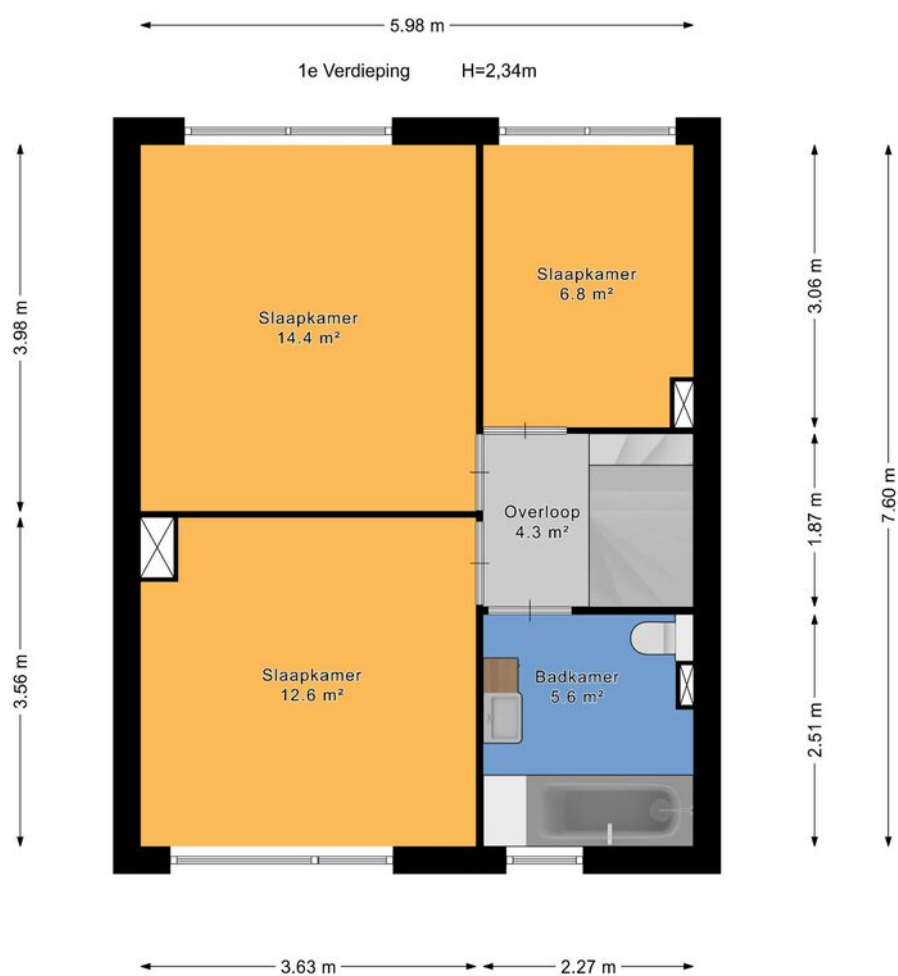 5.98 m
1e Verdieping H=2,34m
3.98 m
3.06 m
Slaapkamer
6.8 m²
Slaapkamer
14.4 m²
7.60 m
Overloop
4.3 m²
1.87 m
3.56 m
Slaapkamer
12.6 m²
Badkamer
5.6 m²
2.51 m
3.63 m
2.27 m